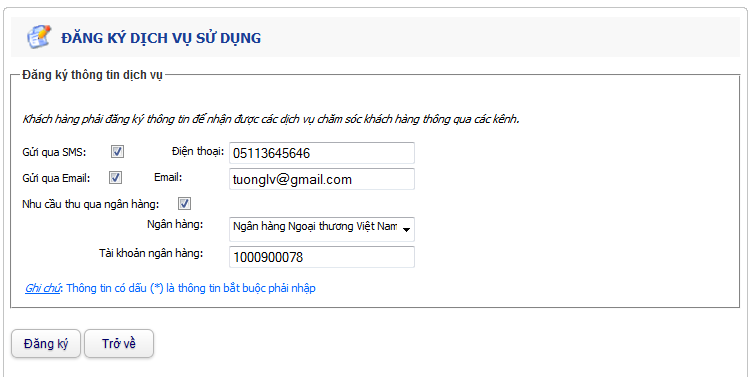 ĐĂNG KÝ DỊCH VỤ SỬ DỤNG
Đăng ký thông tin dịch vụ
Khách hàng phải đăng ký thông tin để nhận được các dịch vụ chăm sóc khách hàng thông qua các kênh.
Gửi qua SMS: Điện thoại: 05113645646
Gửi qua Email: Email: tuonglv@gmail.com
Nhu cầu thu qua ngân hàng:
Ngân hàng: Ngân hàng Ngoại thương Việt Nam
Tài khoản ngân hàng: 1000900078
Ghi chú: Thông tin có dấu (*) là thông tin bắt buộc phải nhập
Đăng ký Trở về